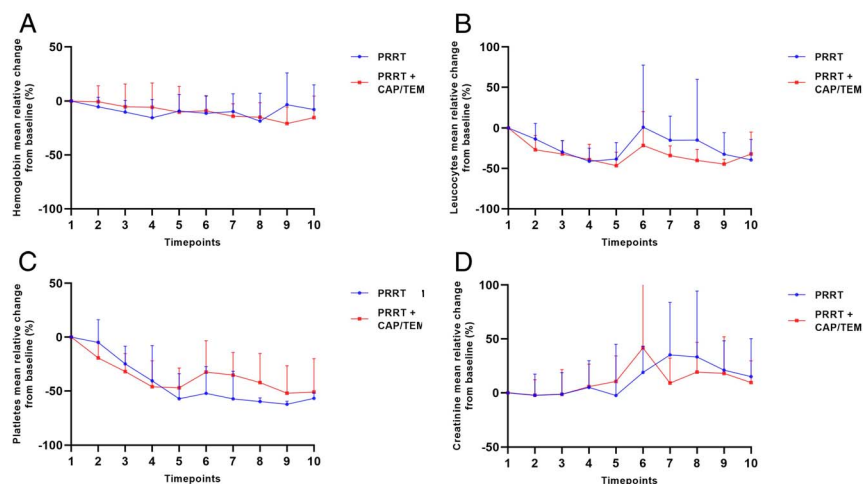 A
Hemoglobin mean relative change
from baseline (%)
50
0
-50
-100
1 2 3 4 5 6 7 8 9 10
Timepoints
PRRT
PRRT +
CAP/TEM
B
Leucocytes mean relative change
from baseline (%)
100
50
0
-50
-100
1 2 3 4 5 6 7 8 9 10
Timepoints
PRRT
PRRT +
CAP/TEM
C
Platletes mean relative change
from baseline (%)
50
0
-50
-100
1 2 3 4 5 6 7 8 9 10
Timepoints
PRRT
PRRT +
CAP/TEM
D
Creatinine mean relative change
from baseline (%)
100
50
0
-50
1 2 3 4 5 6 7 8 9 10
Timepoints
PRRT
PRRT +
CAP/TEM